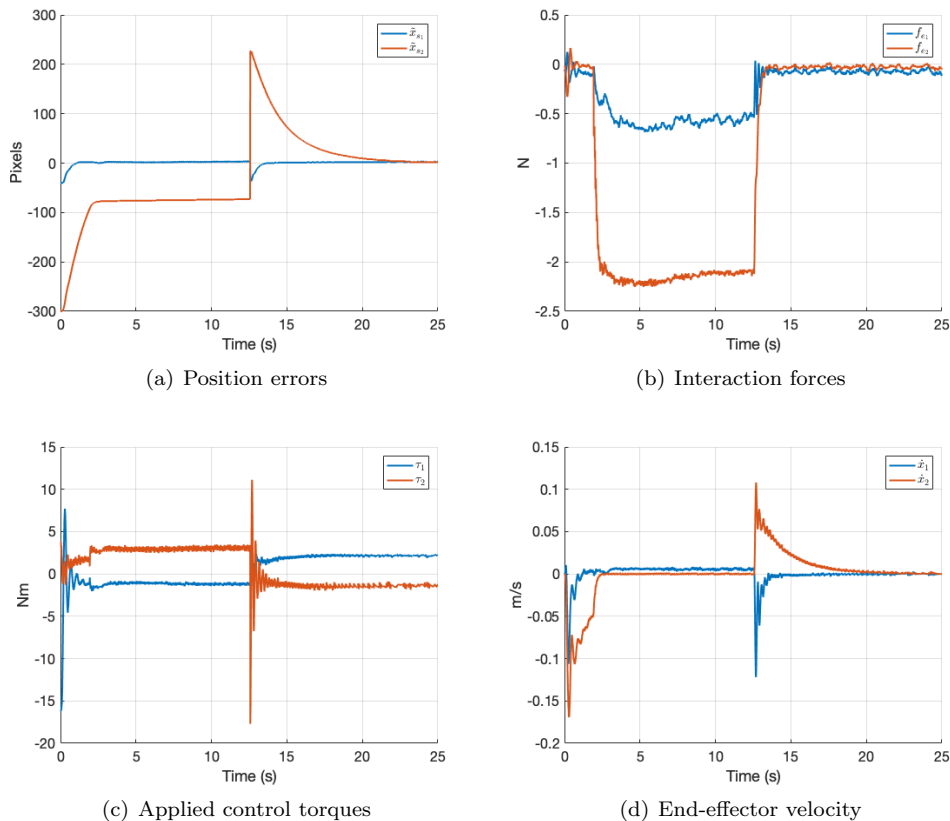 300
200
100
0
-100
-200
-300
Pixels
x̃s1
x̃s2
0 5 10 15 20 25
Time (s)
(a) Position errors
0.5
0
-0.5
-1
-1.5
-2
-2.5
N
fe1
fe2
0 5 10 15 20 25
Time (s)
(b) Interaction forces
15
10
5
0
-5
-10
-15
-20
Nm
τ1
τ2
0 5 10 15 20 25
Time (s)
(c) Applied control torques
0.15
0.1
0.05
0
-0.05
-0.1
-0.15
-0.2
m/s
ẋ1
ẋ2
0 5 10 15 20 25
Time (s)
(d) End-effector velocity